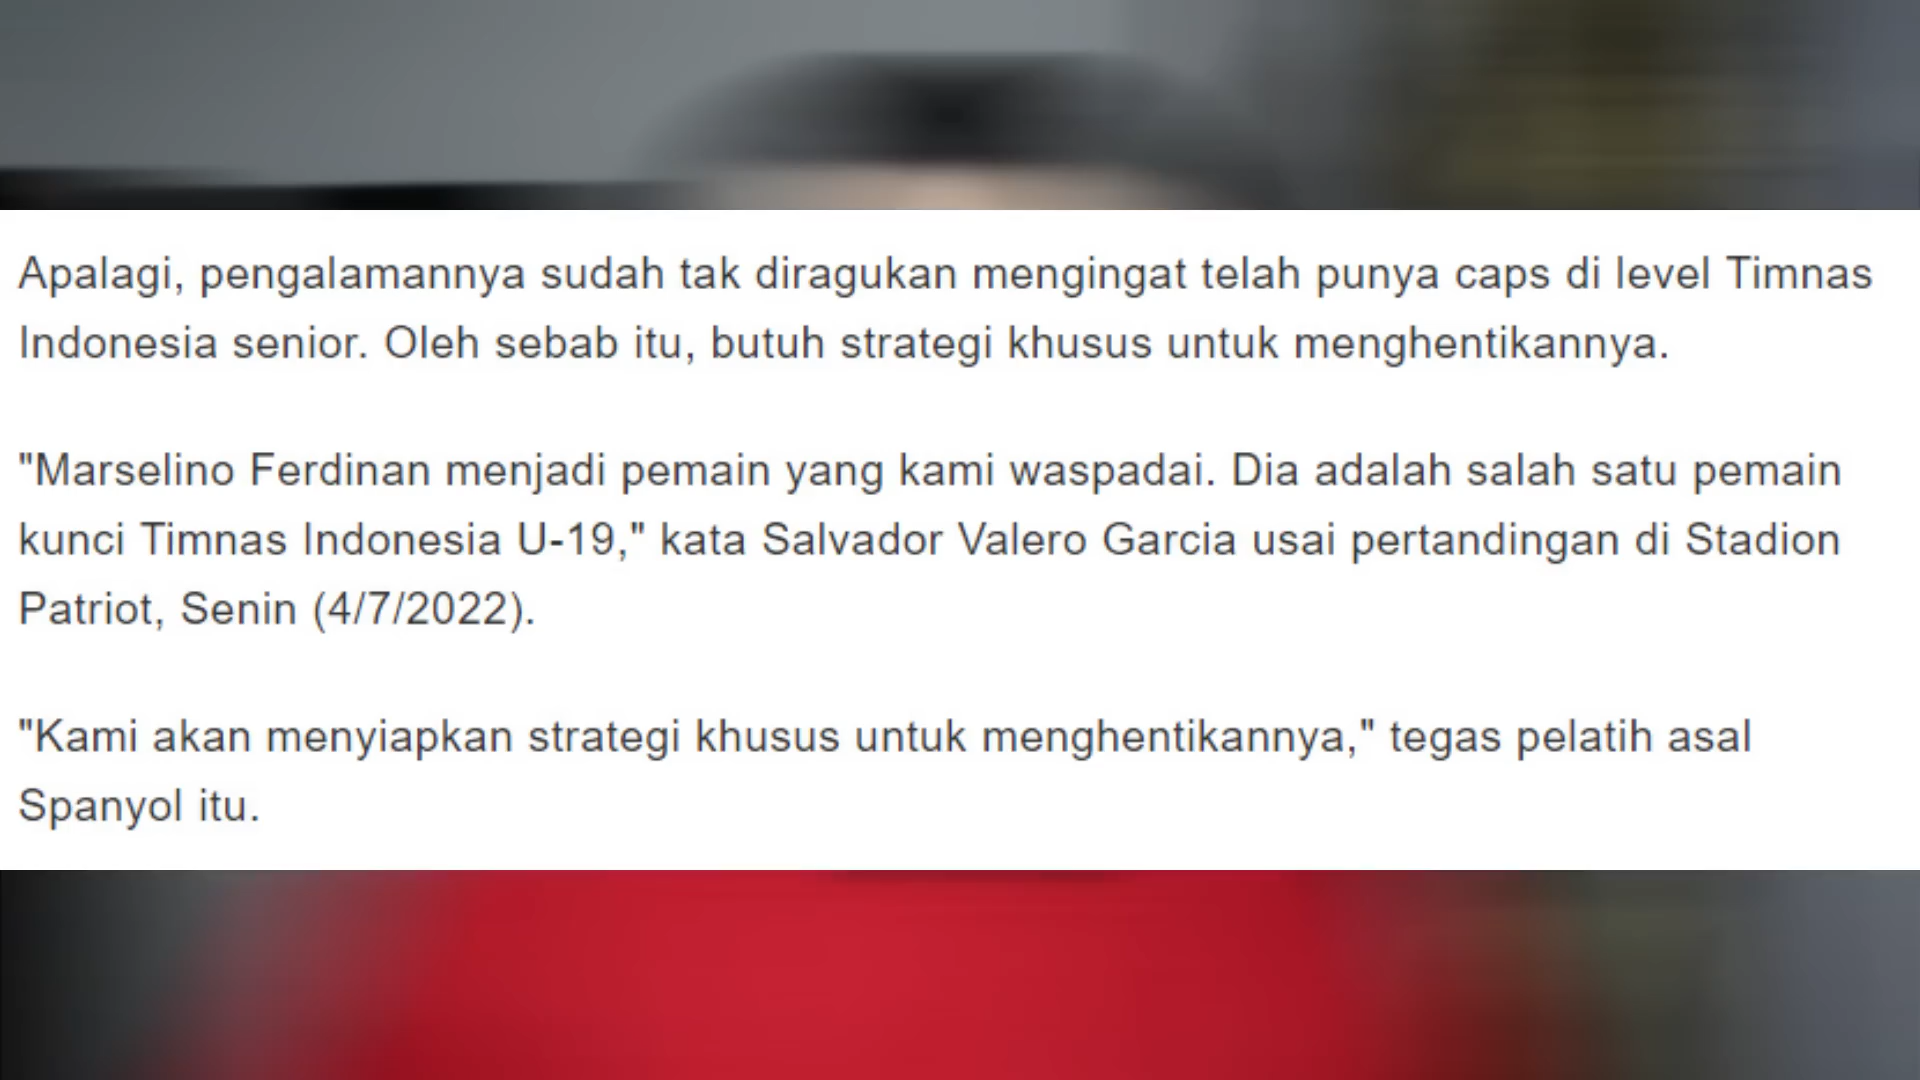 Apalagi, pengalamannya sudah tak diragukan mengingat telah punya caps di level Timnas
Indonesia senior. Oleh sebab itu, butuh strategi khusus untuk menghentikannya.
"Marselino Ferdinan menjadi pemain yang kami waspadai. Dia adalah salah satu pemain
kunci Timnas Indonesia U-19," kata Salvador Valero Garcia usai pertandingan di Stadion
Patriot, Senin (4/7/2022).
"Kami akan menyiapkan strategi khusus untuk menghentikannya," tegas pelatih asal
Spanyol itu.